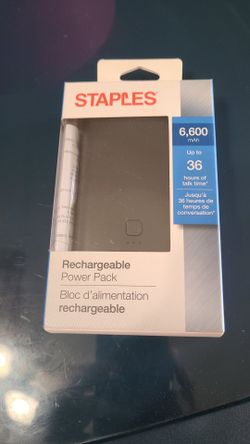 STAPLES
6,600
mAh
Up to
36
hours of
talk time*
Jusqu'à
36 heures de
temps de
conversation*
Rechargeable
Power Pack
Bloc d'alimentation
rechargeable